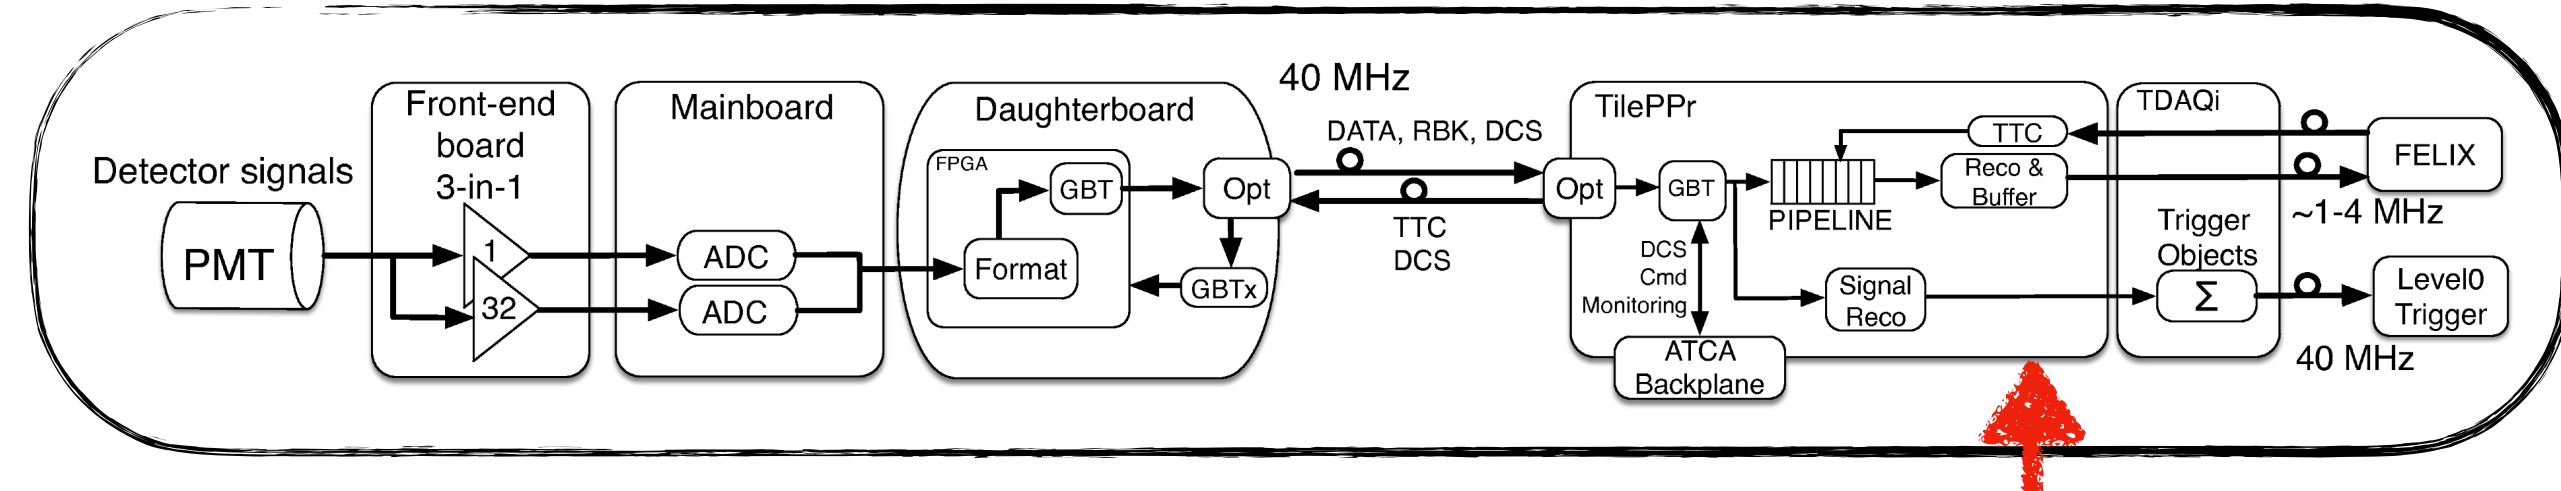 Detector signals
PMT
Front-end
board
3-in-1
1
32
Mainboard
ADC
ADC
Daughterboard
FPGA
GBT
Format
Opt
GBTx
40 MHz
DATA, RBK, DCS
TTC
DCS
TilePPr
Opt
GBT
PIPELINE
TTC
Reco &
Buffer
DCS
Cmd
Monitoring
Signal
Reco
ATCA
Backplane
TDAQi
Trigger
Objects
Σ
FELIX
~1-4 MHz
Level0
Trigger
40 MHz